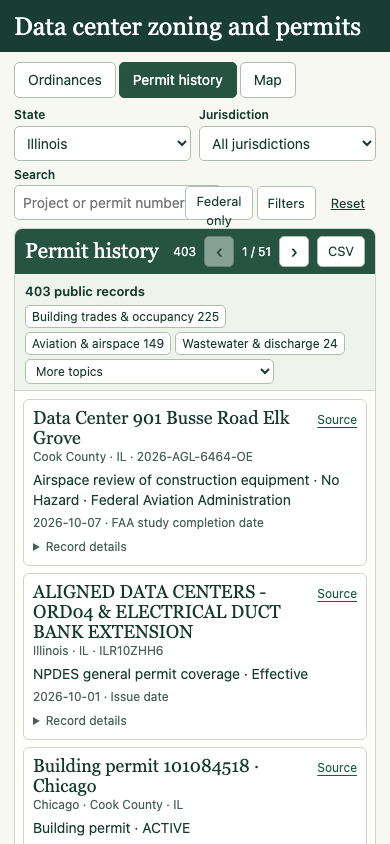 Data center zoning and permits
Ordinances
Permit history
Map
State
Jurisdiction
Illinois
All jurisdictions
Search
Project or permit number
Federal
only
Filters
Reset
Permit history
403
‹
1 / 51
›
CSV
403 public records
Building trades & occupancy 225
Aviation & airspace 149
Wastewater & discharge 24
More topics
Data Center 901 Busse Road Elk
Grove
Source
Cook County · IL · 2026-AGL-6464-OE
Airspace review of construction equipment · No
Hazard · Federal Aviation Administration
2026-10-07 · FAA study completion date
Record details
ALIGNED DATA CENTERS -
ORD04 & ELECTRICAL DUCT
BANK EXTENSION
Source
Illinois · IL · ILR10ZHH6
NPDES general permit coverage · Effective
2026-10-01 · Issue date
Record details
Building permit 101084518 ·
Chicago
Source
Chicago · Cook County · IL
Building permit · ACTIVE